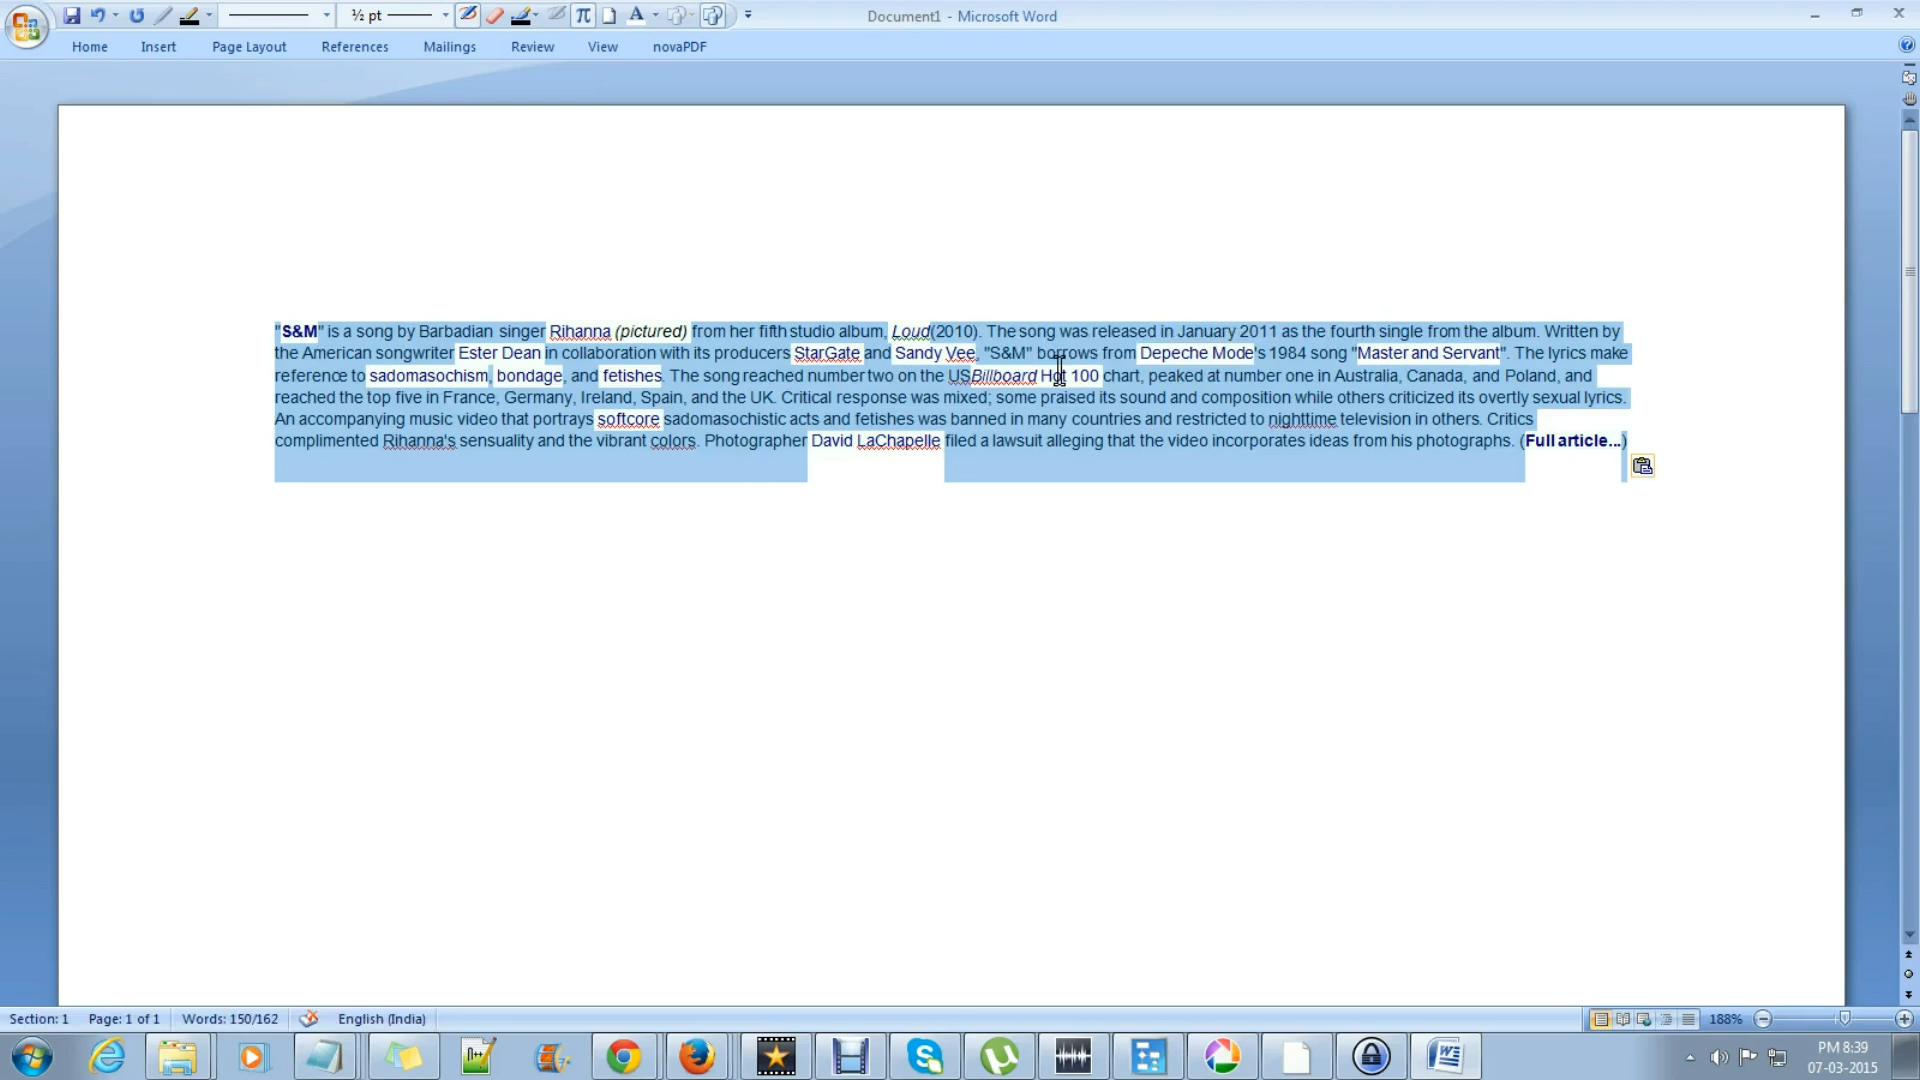 ½ pt
Document1 - Microsoft Word
Home Insert Page Layout References Mailings Review View novaPDF
"S&M" is a song by Barbadian singer Rihanna (pictured) from her fifth studio album, Loud(2010). The song was released in January 2011 as the fourth single from the album. Written by
the American songwriter Ester Dean in collaboration with its producers StarGate and Sandy Vee, "S&M" borrows from Depeche Mode's 1984 song "Master and Servant". The lyrics make
reference to sadomasochism, bondage, and fetishes. The song reached number two on the USBillboard Hot 100 chart, peaked at number one in Australia, Canada, and Poland, and
reached the top five in France, Germany, Ireland, Spain, and the UK. Critical response was mixed; some praised its sound and composition while others criticized its overtly sexual lyrics.
An accompanying music video that portrays softcore sadomasochistic acts and fetishes was banned in many countries and restricted to nighttime television in others. Critics
complimented Rihanna's sensuality and the vibrant colors. Photographer David LaChapelle filed a lawsuit alleging that the video incorporates ideas from his photographs. (Full article...)
Section: 1 Page: 1 of 1 Words: 150/162 English (India) 188%
PM 8:39
07-03-2015